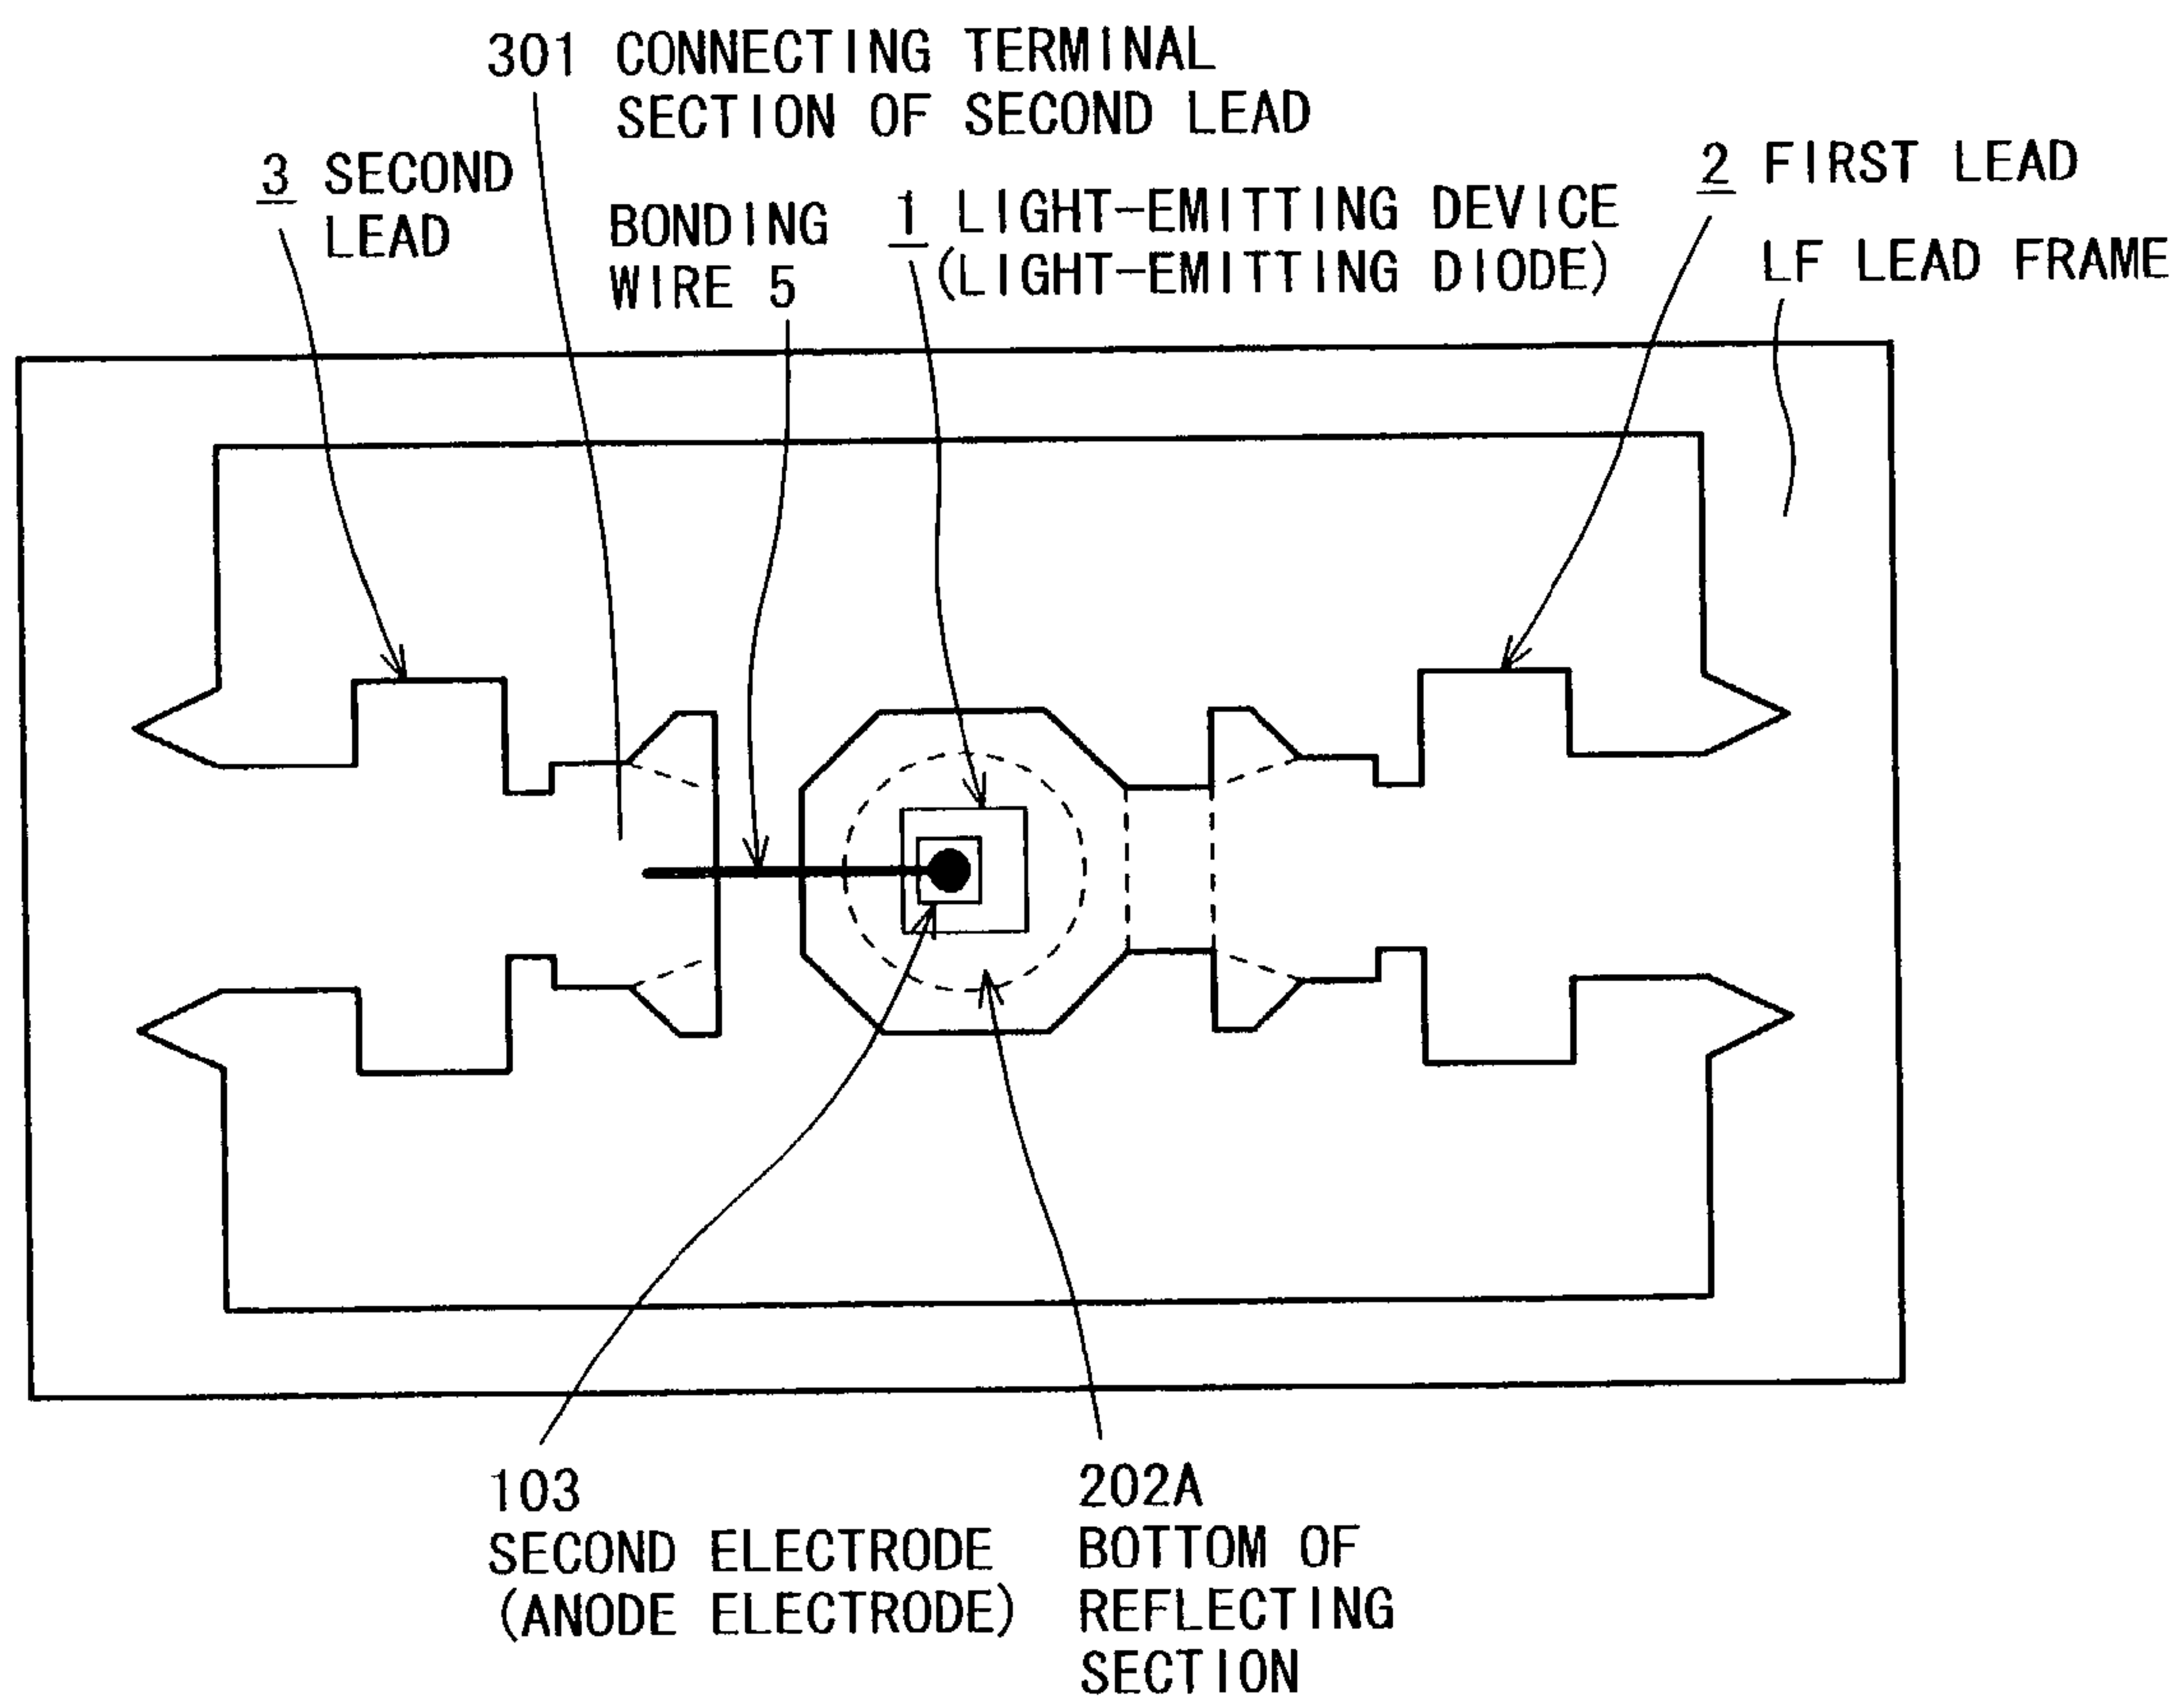 301 CONNECTING TERMINAL
SECTION OF SECOND LEAD
3 SECOND
LEAD
BONDING
WIRE 5
1 LIGHT-EMITTING DEVICE
(LIGHT-EMITTING DIODE)
2 FIRST LEAD
LF LEAD FRAME
103
SECOND ELECTRODE
(ANODE ELECTRODE)
202A
BOTTOM OF
REFLECTING
SECTION